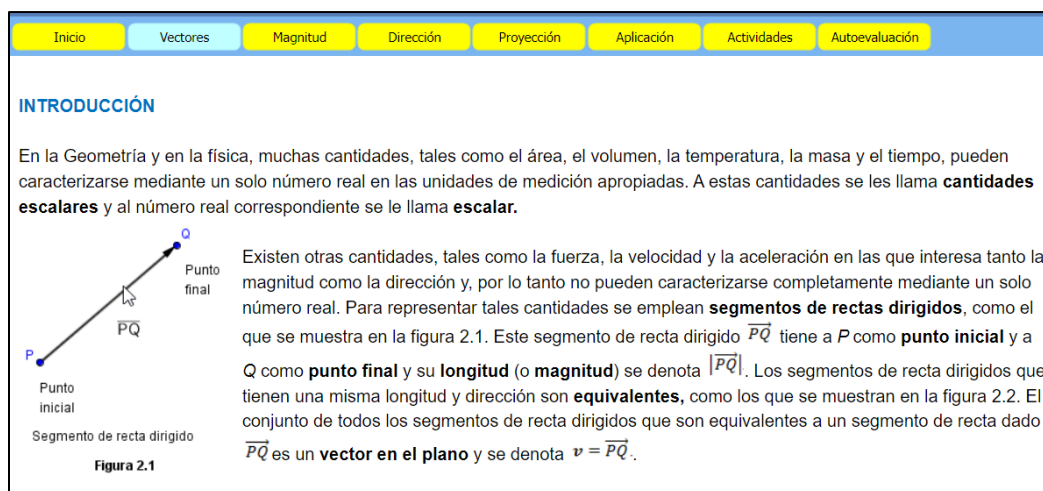 Inicio Vectores Magnitud Dirección Proyección Aplicación Actividades Autoevaluación
INTRODUCCIÓN
En la Geometría y en la física, muchas cantidades, tales como el área, el volumen, la temperatura, la masa y el tiempo, pueden
caracterizarse mediante un solo número real en las unidades de medición apropiadas. A estas cantidades se les llama cantidades
escalares y al número real correspondiente se le llama escalar.
Q
Punto
final
PQ
P
Punto
inicial
Segmento de recta dirigido
Figura 2.1
Existen otras cantidades, tales como la fuerza, la velocidad y la aceleración en las que interesa tanto la
magnitud como la dirección y, por lo tanto no pueden caracterizarse completamente mediante un solo
número real. Para representar tales cantidades se emplean segmentos de rectas dirigidos, como el
que se muestra en la figura 2.1. Este segmento de recta dirigido PQ⃗ tiene a P como punto inicial y a
Q como punto final y su longitud (o magnitud) se denota |PQ⃗|. Los segmentos de recta dirigidos que
tienen una misma longitud y dirección son equivalentes, como los que se muestran en la figura 2.2. El
conjunto de todos los segmentos de recta dirigidos que son equivalentes a un segmento de recta dado
PQ⃗ es un vector en el plano y se denota v = PQ⃗.